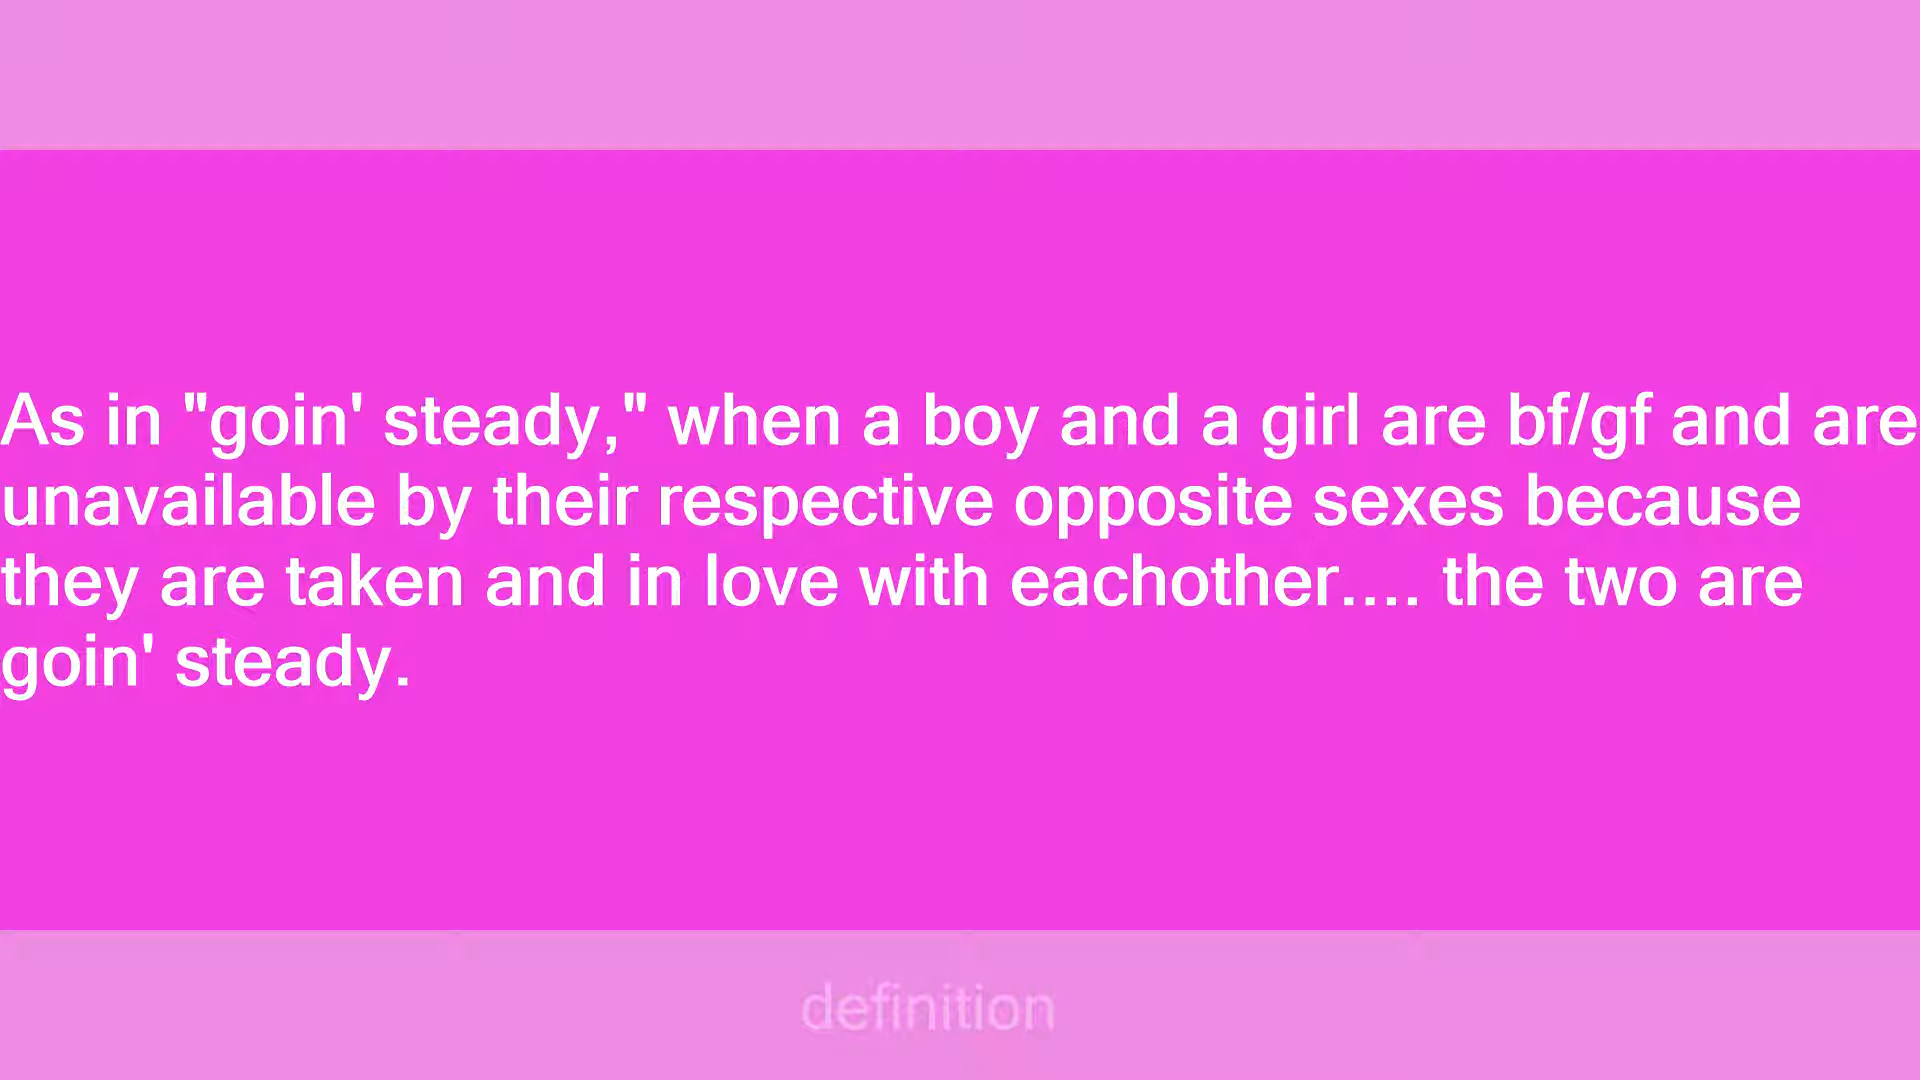 As in "goin' steady," when a boy and a girl are bf/gf and are
unavailable by their respective opposite sexes because
they are taken and in love with eachother.... the two are
goin' steady.
definition